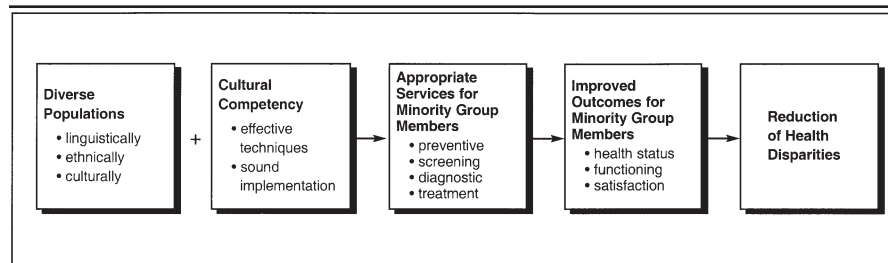 Diverse
Populations
• linguistically
• ethnically
• culturally
+
Cultural
Competency
• effective
techniques
• sound
implementation
Appropriate
Services for
Minority Group
Members
• preventive
• screening
• diagnostic
• treatment
Improved
Outcomes for
Minority Group
Members
• health status
• functioning
• satisfaction
Reduction
of Health
Disparities